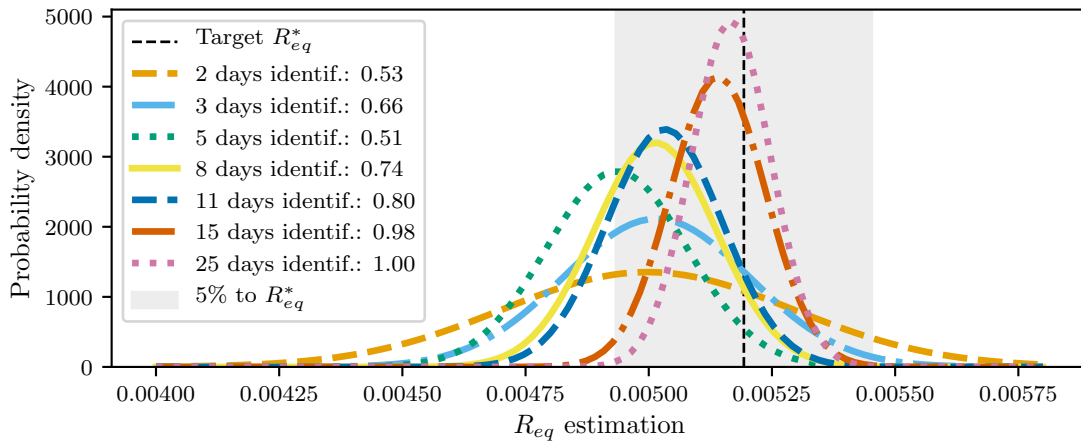 5000
4000
3000
2000
1000
0
Probability density
Target $R_{eq}^*$
2 days identif.: 0.53
3 days identif.: 0.66
5 days identif.: 0.51
8 days identif.: 0.74
11 days identif.: 0.80
15 days identif.: 0.98
25 days identif.: 1.00
5% to $R_{eq}^*$
0.00400 0.00425 0.00450 0.00475 0.00500 0.00525 0.00550 0.00575
$R_{eq}$ estimation